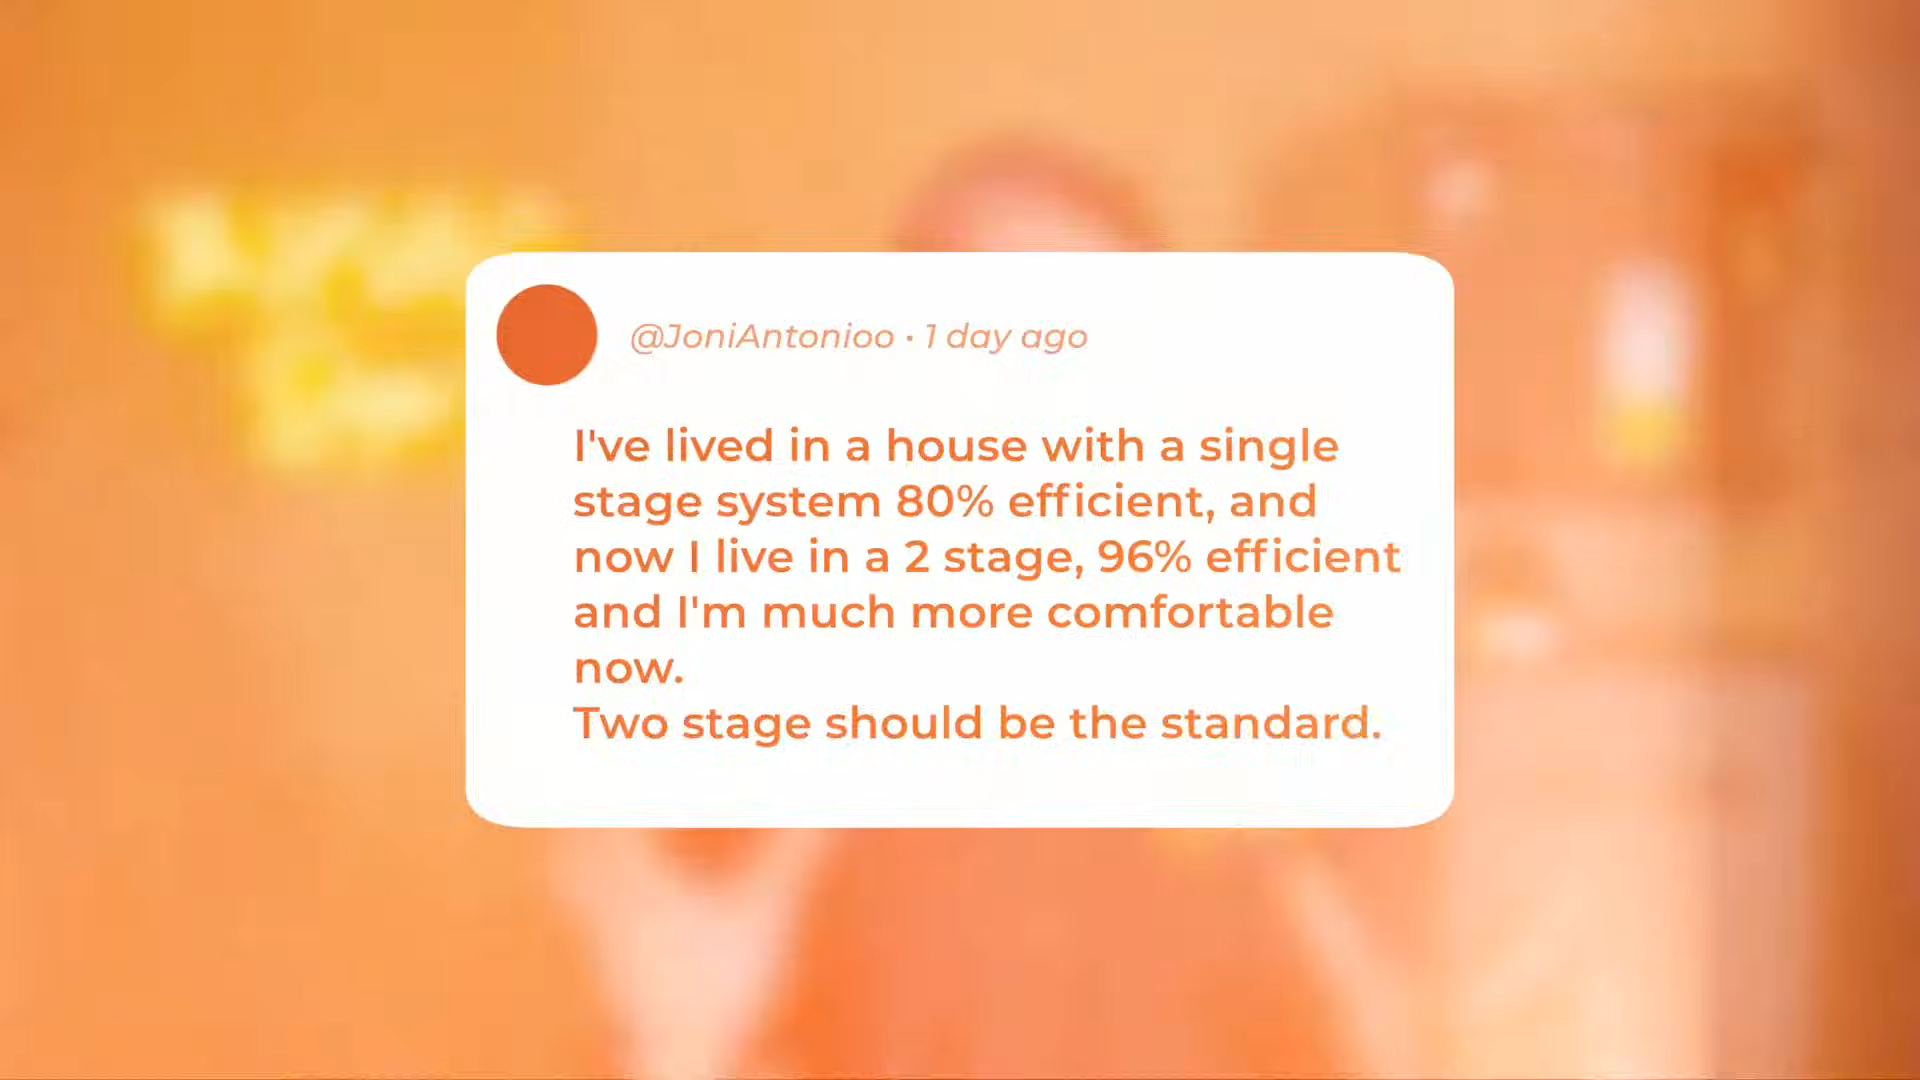 @JoniAntonioo • 1 day ago
I've lived in a house with a single
stage system 80% efficient, and
now I live in a 2 stage, 96% efficient
and I'm much more comfortable
now.
Two stage should be the standard.